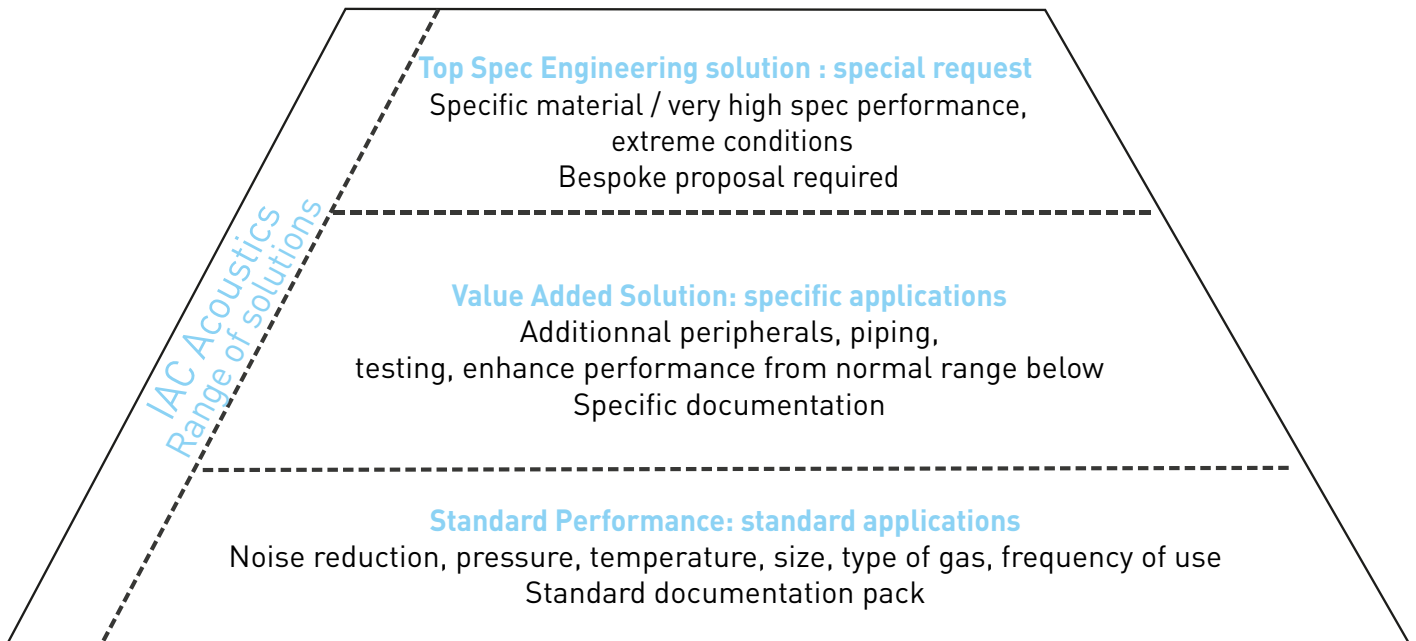 Top Spec Engineering solution : special request
Specific material / very high spec performance,
extreme conditions
Bespoke proposal required
IAC Acoustics
Range of solutions
Value Added Solution: specific applications
Additionnal peripherals, piping,
testing, enhance performance from normal range below
Specific documentation
Standard Performance: standard applications
Noise reduction, pressure, temperature, size, type of gas, frequency of use
Standard documentation pack